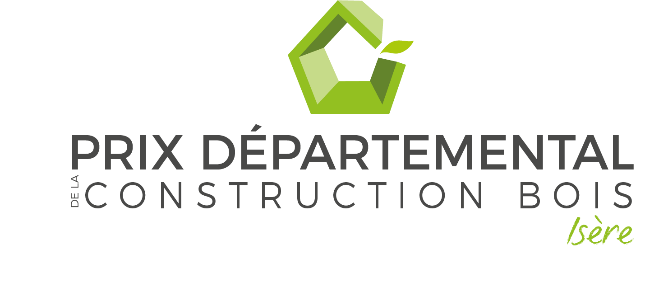 PRIX DÉPARTEMENTAL
DE LA CONSTRUCTION BOIS
Isère